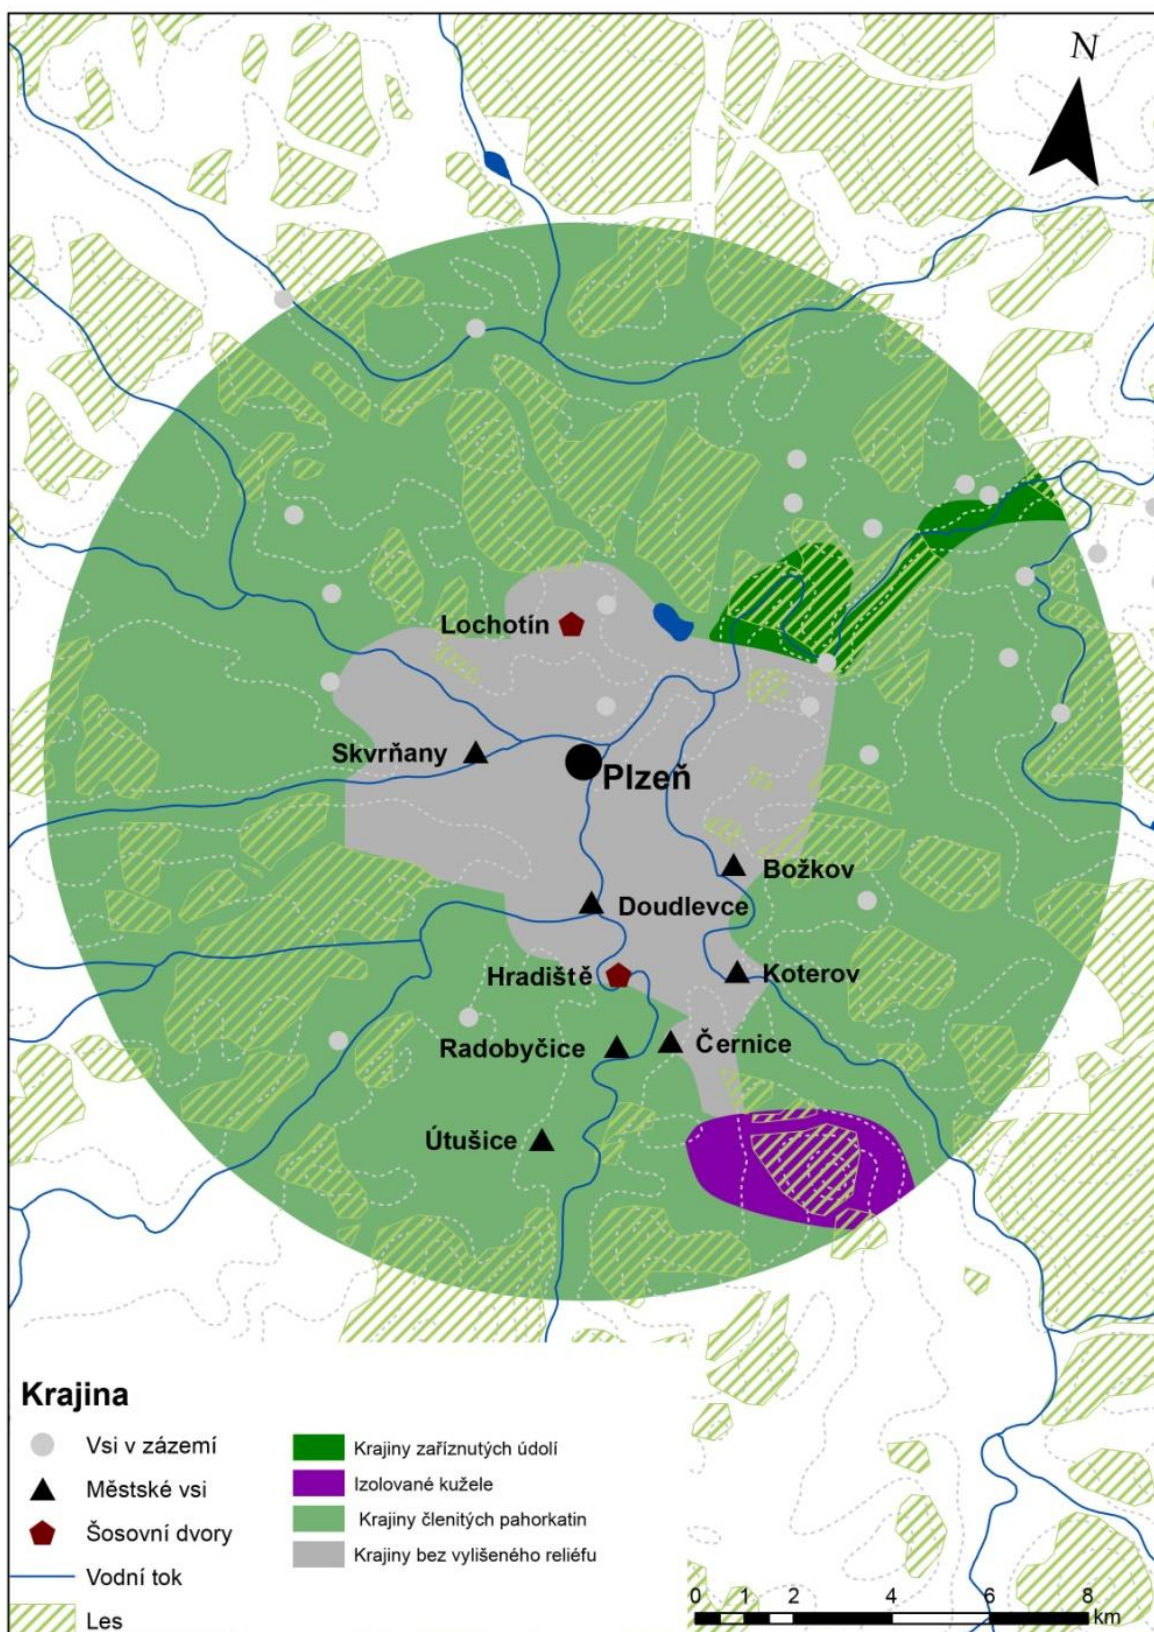 N
Lochotín
Skvrňany
Plzeň
Božkov
Doudlevce
Hradiště
Koterov
Radobyčice
Černice
Útušice
Krajina
Vsi v zázemí
Městské vsi
Šosovní dvory
Vodní tok
Les
Krajiny zaříznutých údolí
Izolované kužele
Krajiny členitých pahorkatin
Krajiny bez vylišeného reliéfu
0 1 2 4 6 8
km